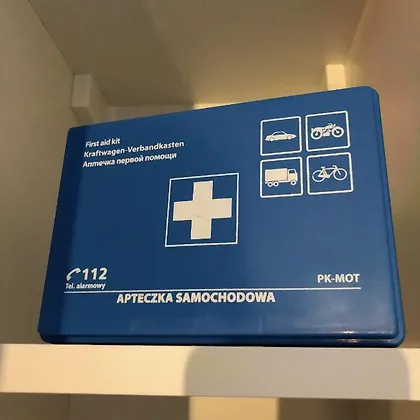 First aid kit
Kraftwagen-Verbandkasten
Аптечка первой помощи
112
Tel. alarmowy
PK-MOT
APTECZKA SAMOCHODOWA